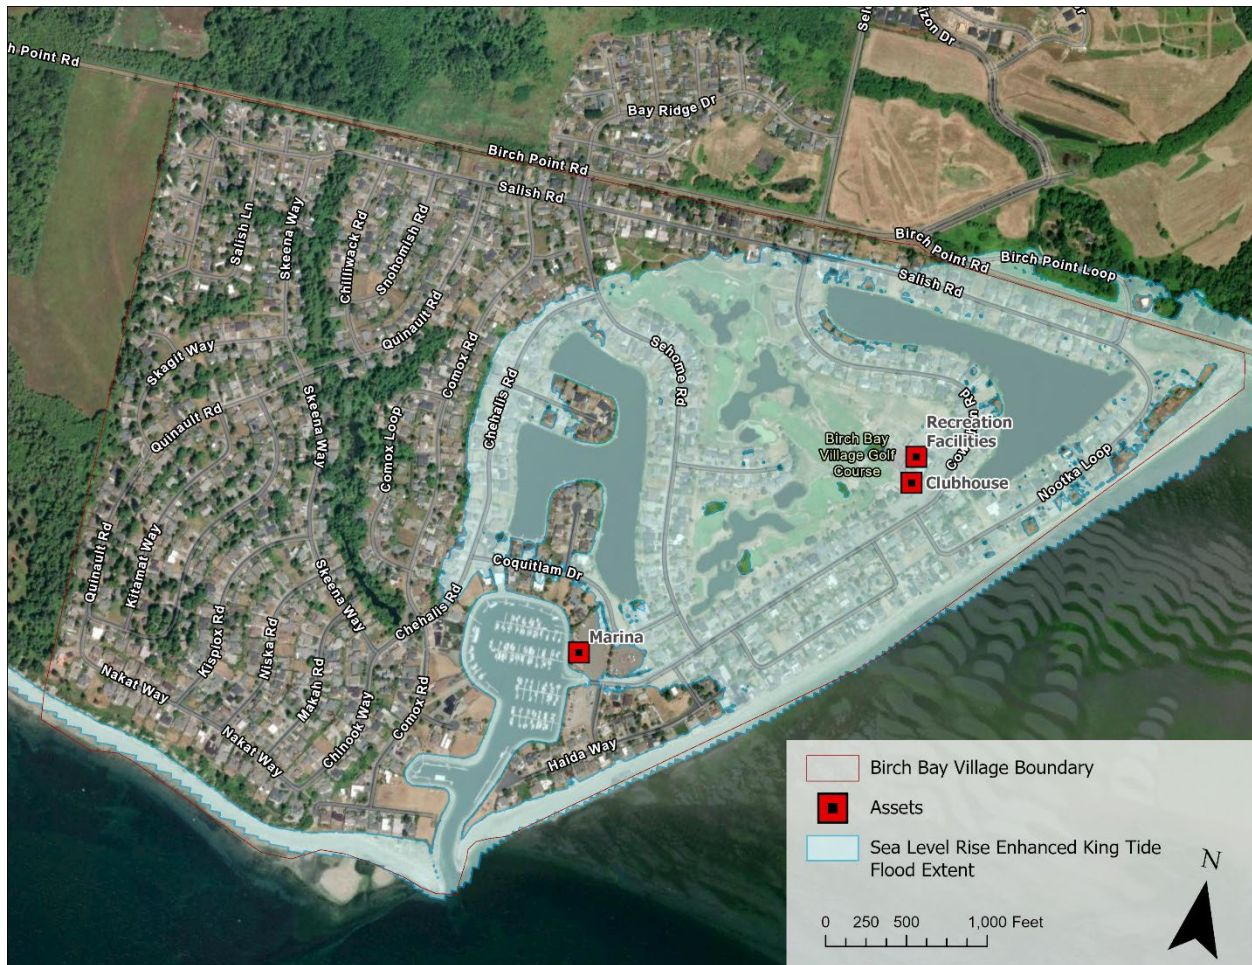 h Point Rd
Sel
izon Dr
r
Bay Ridge Dr
Birch Point Rd
Salish Rd
Salish Ln
Skeena Way
Chilliwack Rd
Snohomish Rd
Birch Point Rd
Birch Point Loop
Salish Rd
Quinault Rd
Comox Rd
Sehome Rd
Skagit Way
Chehalis Rd
Quinault Rd
Skeena Way
Comox Loop
Recreation
Facilities
Birch Bay
Village Golf
Course
Clubhouse
Nootka Loop
Quinault Rd
Kitamat Way
Coquitlam Dr
Skeena Way
Chehalis Rd
Kispiox Rd
Niska Rd
Marina
Makah Rd
Nakat Way
Chinook Way
Comox Rd
Nakat Way
Haida Way
Birch Bay Village Boundary
Assets
Sea Level Rise Enhanced King Tide
Flood Extent
N
0 250 500 1,000 Feet